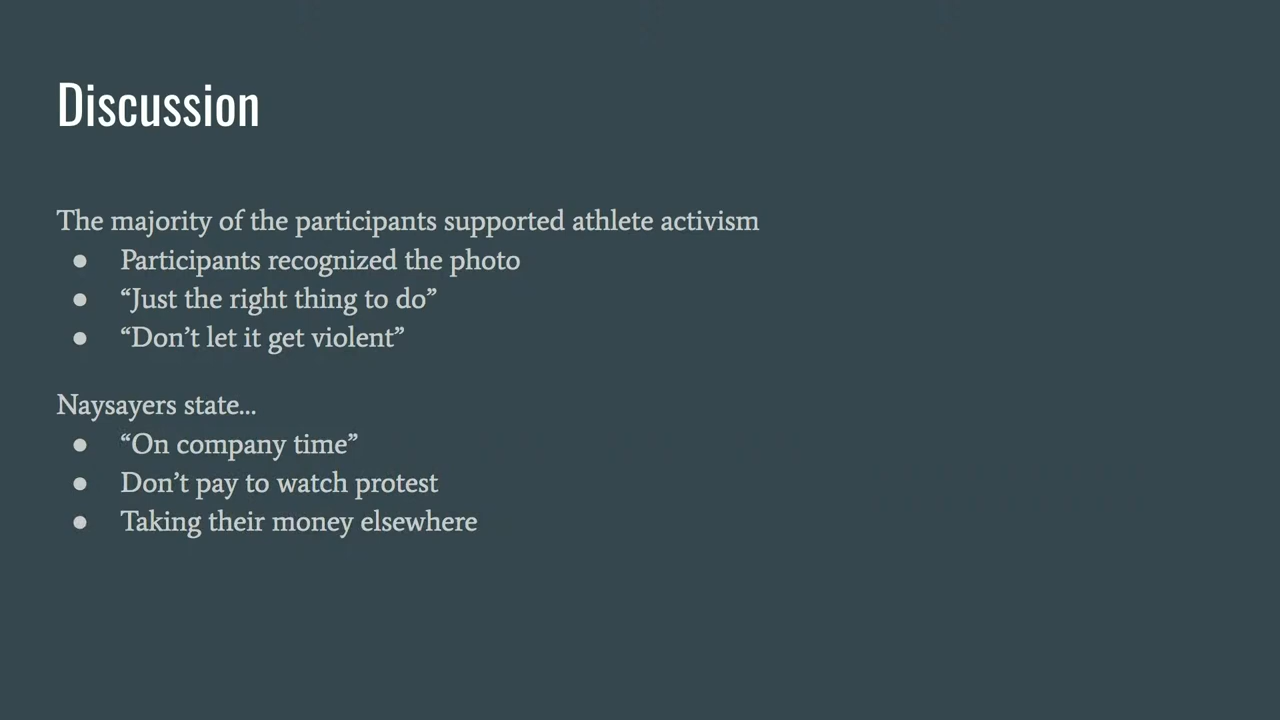 Discussion
The majority of the participants supported athlete activism
● Participants recognized the photo
● “Just the right thing to do”
● “Don’t let it get violent”
Naysayers state...
● “On company time”
● Don’t pay to watch protest
● Taking their money elsewhere